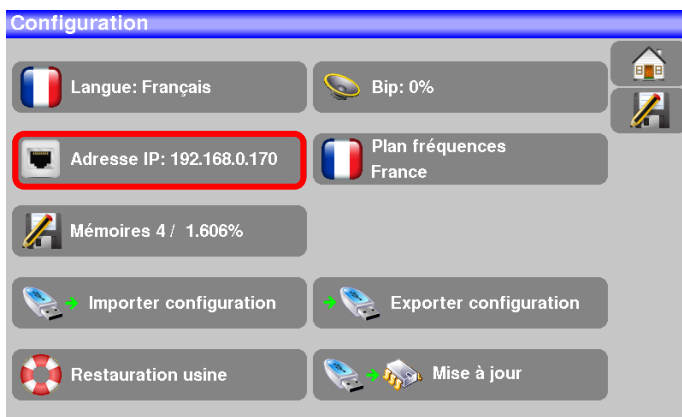 Configuration
Langue: Français
Bip: 0%
Adresse IP: 192.168.0.170
Plan fréquences
France
Mémoires 4 / 1.606%
Importer configuration
Exporter configuration
Restauration usine
Mise à jour